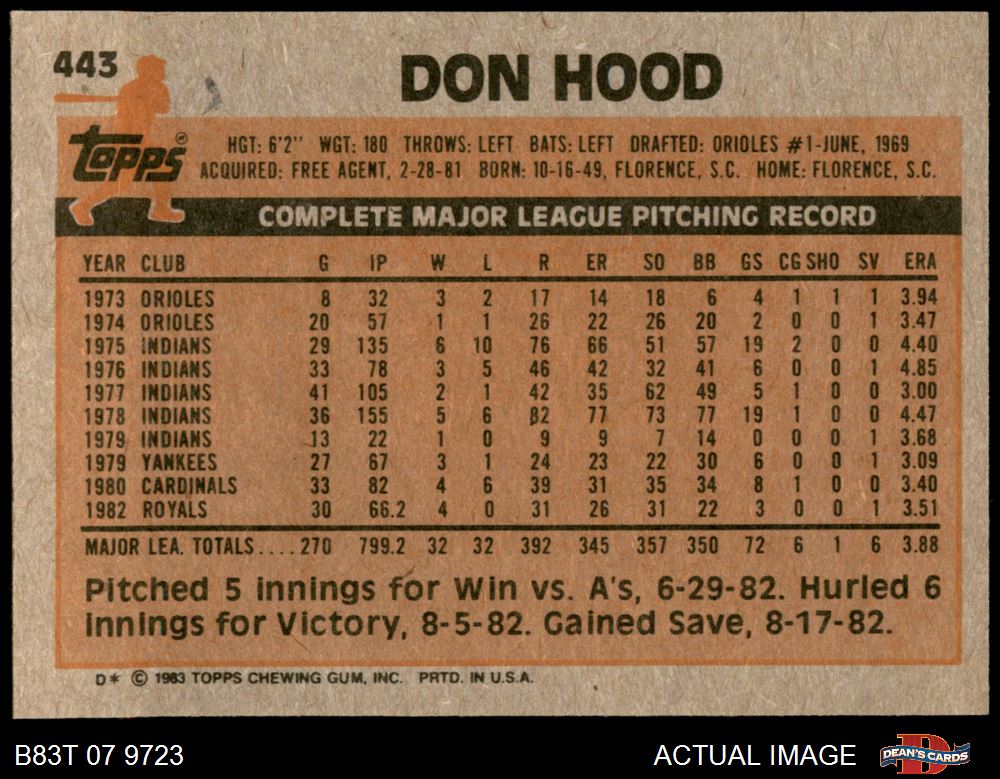 443
DON HOOD
topps®
HGT: 6'2" WGT: 180 THROWS: LEFT BATS: LEFT DRAFTED: ORIOLES #1-JUNE, 1969
ACQUIRED: FREE AGENT, 2-28-81 BORN: 10-16-49, FLORENCE, S.C. HOME: FLORENCE, S.C.
COMPLETE MAJOR LEAGUE PITCHING RECORD
YEAR CLUB G IP W L R ER SO BB GS CG SHO SV ERA
1973 ORIOLES 8 32 3 2 17 14 18 6 4 1 1 1 3.94
1974 ORIOLES 20 57 1 1 26 22 26 20 2 0 0 1 3.47
1975 INDIANS 29 135 6 10 76 66 51 57 19 2 0 0 4.40
1976 INDIANS 33 78 3 5 46 42 32 41 6 0 0 1 4.85
1977 INDIANS 41 105 2 1 42 35 62 49 5 1 0 0 3.00
1978 INDIANS 36 155 5 6 82 77 73 77 19 1 0 0 4.47
1979 INDIANS 13 22 1 0 9 9 7 14 0 0 0 1 3.68
1979 YANKEES 27 67 3 1 24 23 22 30 6 0 0 1 3.09
1980 CARDINALS 33 82 4 6 39 31 35 34 8 1 0 0 3.40
1982 ROYALS 30 66.2 4 0 31 26 31 22 3 0 0 1 3.51
MAJOR LEA. TOTALS.... 270 799.2 32 32 392 345 357 350 72 6 1 6 3.88
Pitched 5 innings for Win vs. A's, 6-29-82. Hurled 6
innings for Victory, 8-5-82. Gained Save, 8-17-82.
D* © 1983 TOPPS CHEWING GUM, INC. PRTD. IN U.S.A.
B83T 07 9723
ACTUAL IMAGE
DEAN'S CARDS